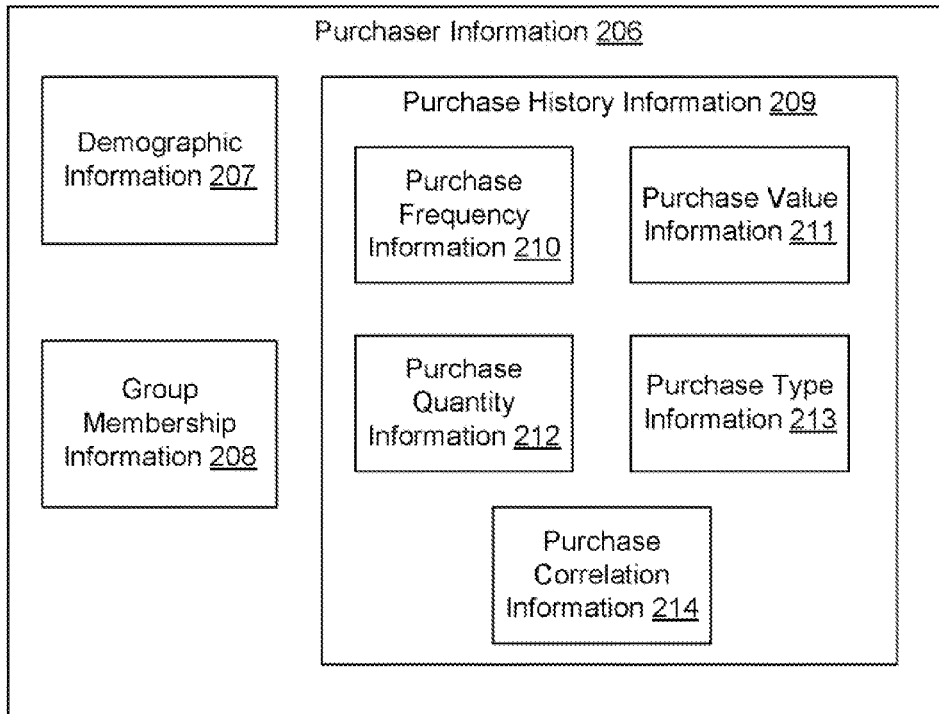 Purchaser Information 206
Demographic
Information 207
Group
Membership
Information 208
Purchase History Information 209
Purchase
Frequency
Information 210
Purchase Value
Information 211
Purchase
Quantity
Information 212
Purchase Type
Information 213
Purchase
Correlation
Information 214